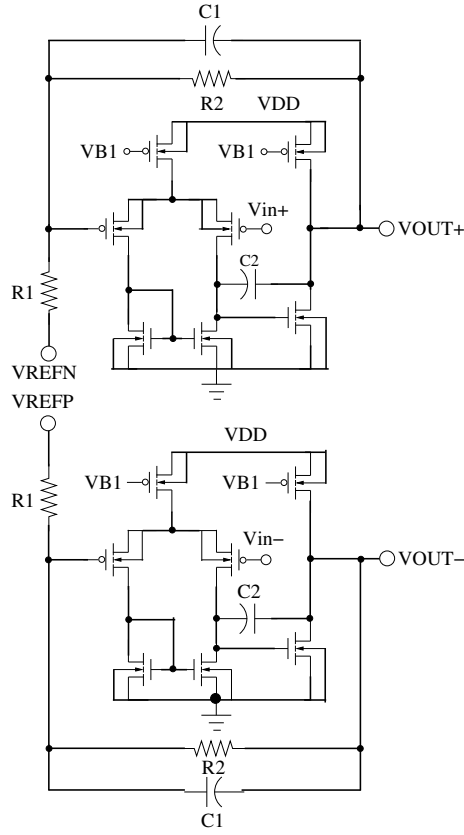 C1
R2
VDD
VB1
VB1
Vin+
VOUT+
C2
R1
VREFN
VREFP
VDD
R1
VB1
VB1
Vin−
VOUT−
C2
R2
C1